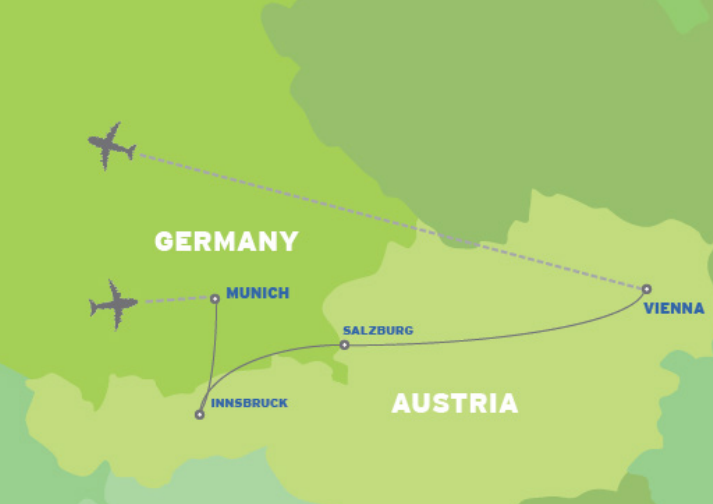 GERMANY
MUNICH
VIENNA
SALZBURG
INNSBRUCK
AUSTRIA